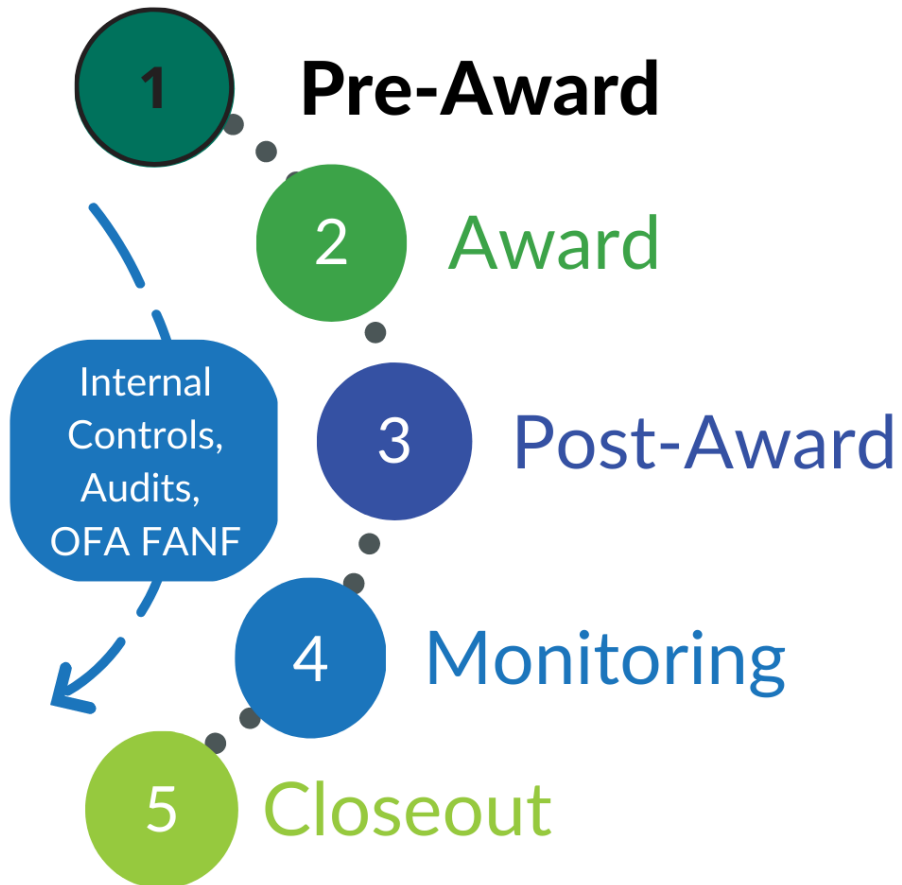 1 Pre-Award
2 Award
Internal
Controls,
Audits,
OFA FANF
3 Post-Award
4 Monitoring
5 Closeout